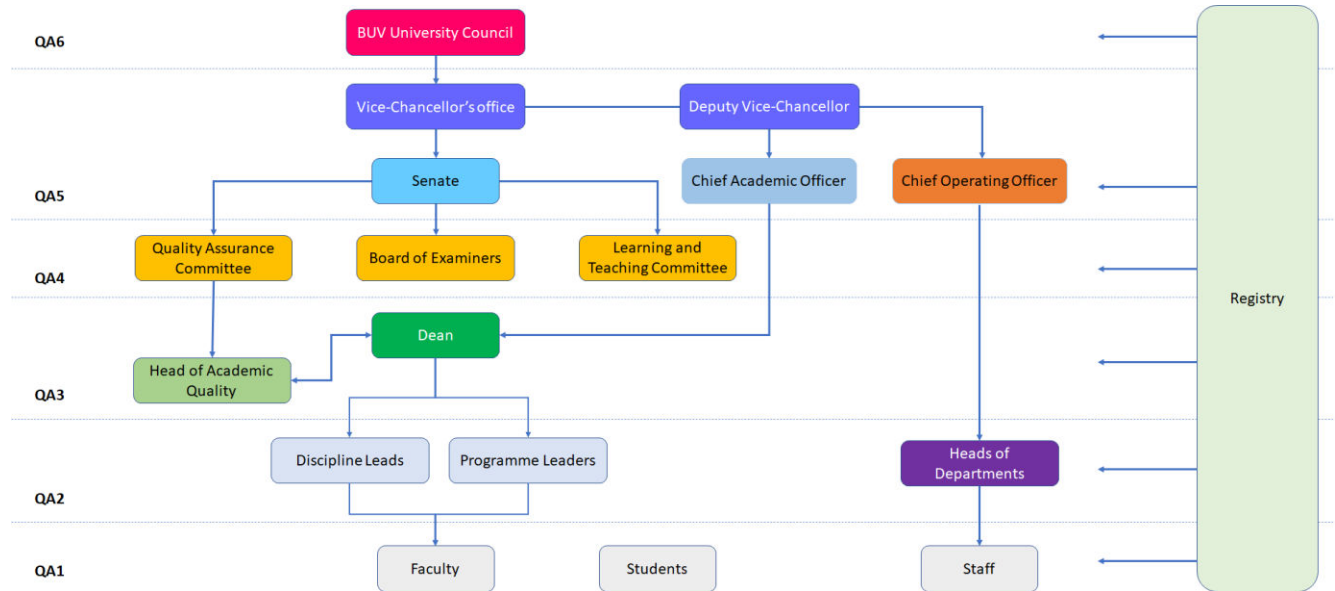 QA6
BUV University Council
Vice-Chancellor's office
Deputy Vice-Chancellor
QA5
Senate
Chief Academic Officer
Chief Operating Officer
QA4
Quality Assurance
Committee
Board of Examiners
Learning and
Teaching Committee
Registry
QA3
Dean
Head of Academic
Quality
QA2
Discipline Leads
Programme Leaders
Heads of
Departments
QA1
Faculty
Students
Staff